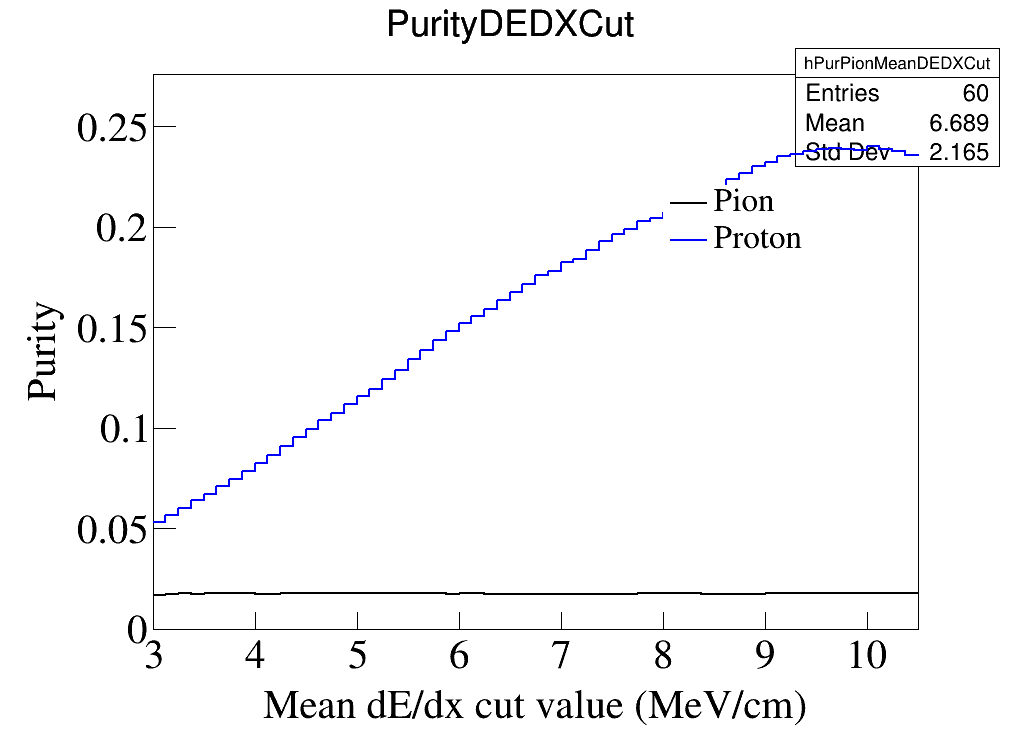 PurityDEDXCut
hPurPionMeanDEDXCut
Entries 60
Mean 6.689
Std Dev 2.165
Pion
Proton
Purity
0.25
0.2
0.15
0.1
0.05
0
3 4 5 6 7 8 9 10
Mean dE/dx cut value (MeV/cm)